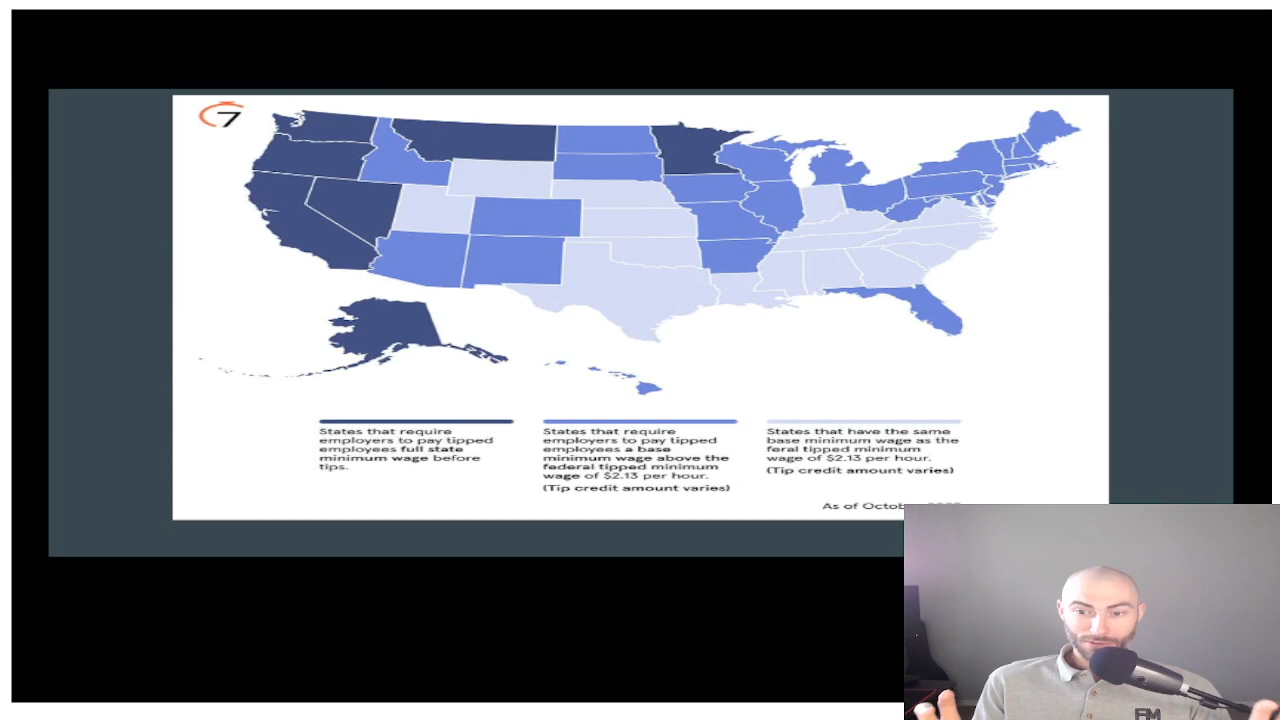 7
States that require
employers to pay tipped
employees full state
minimum wage before
tips.
States that require
employers to pay tipped
employees a base
minimum wage above the
federal tipped minimum
wage of $2.13 per hour.
(Tip credit amount varies)
States that have the same
base minimum wage as the
feral tipped minimum
wage of $2.13 per hour.
(Tip credit amount varies)
As of
FM